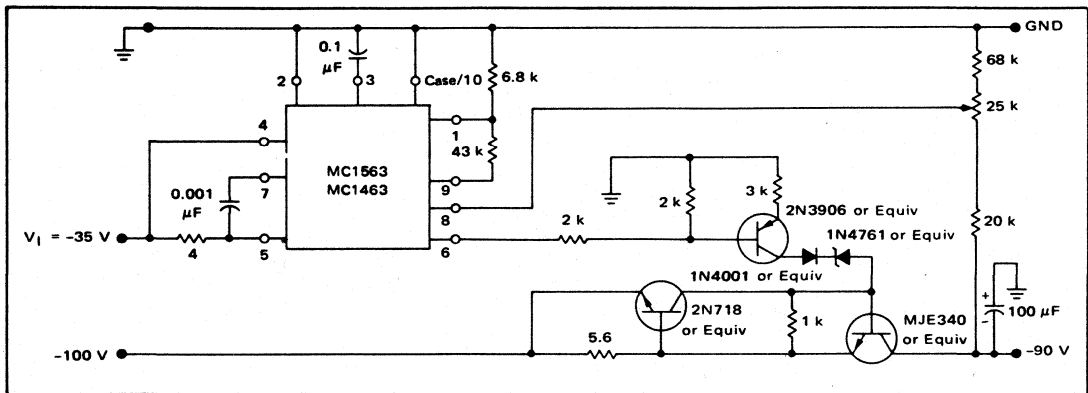 GND
0.1
μF
2
3
Case/10
6.8 k
68 k
25 k
4
1
43 k
MC1563
MC1463
7
9
0.001
μF
8
2 k
3 k
2N3906 or Equiv
20 k
VI = -35 V
4
5
6
2 k
1N4761 or Equiv
1N4001 or Equiv
2N718
or Equiv
1 k
MJE340
or Equiv
+
-
100 μF
-100 V
5.6
-90 V